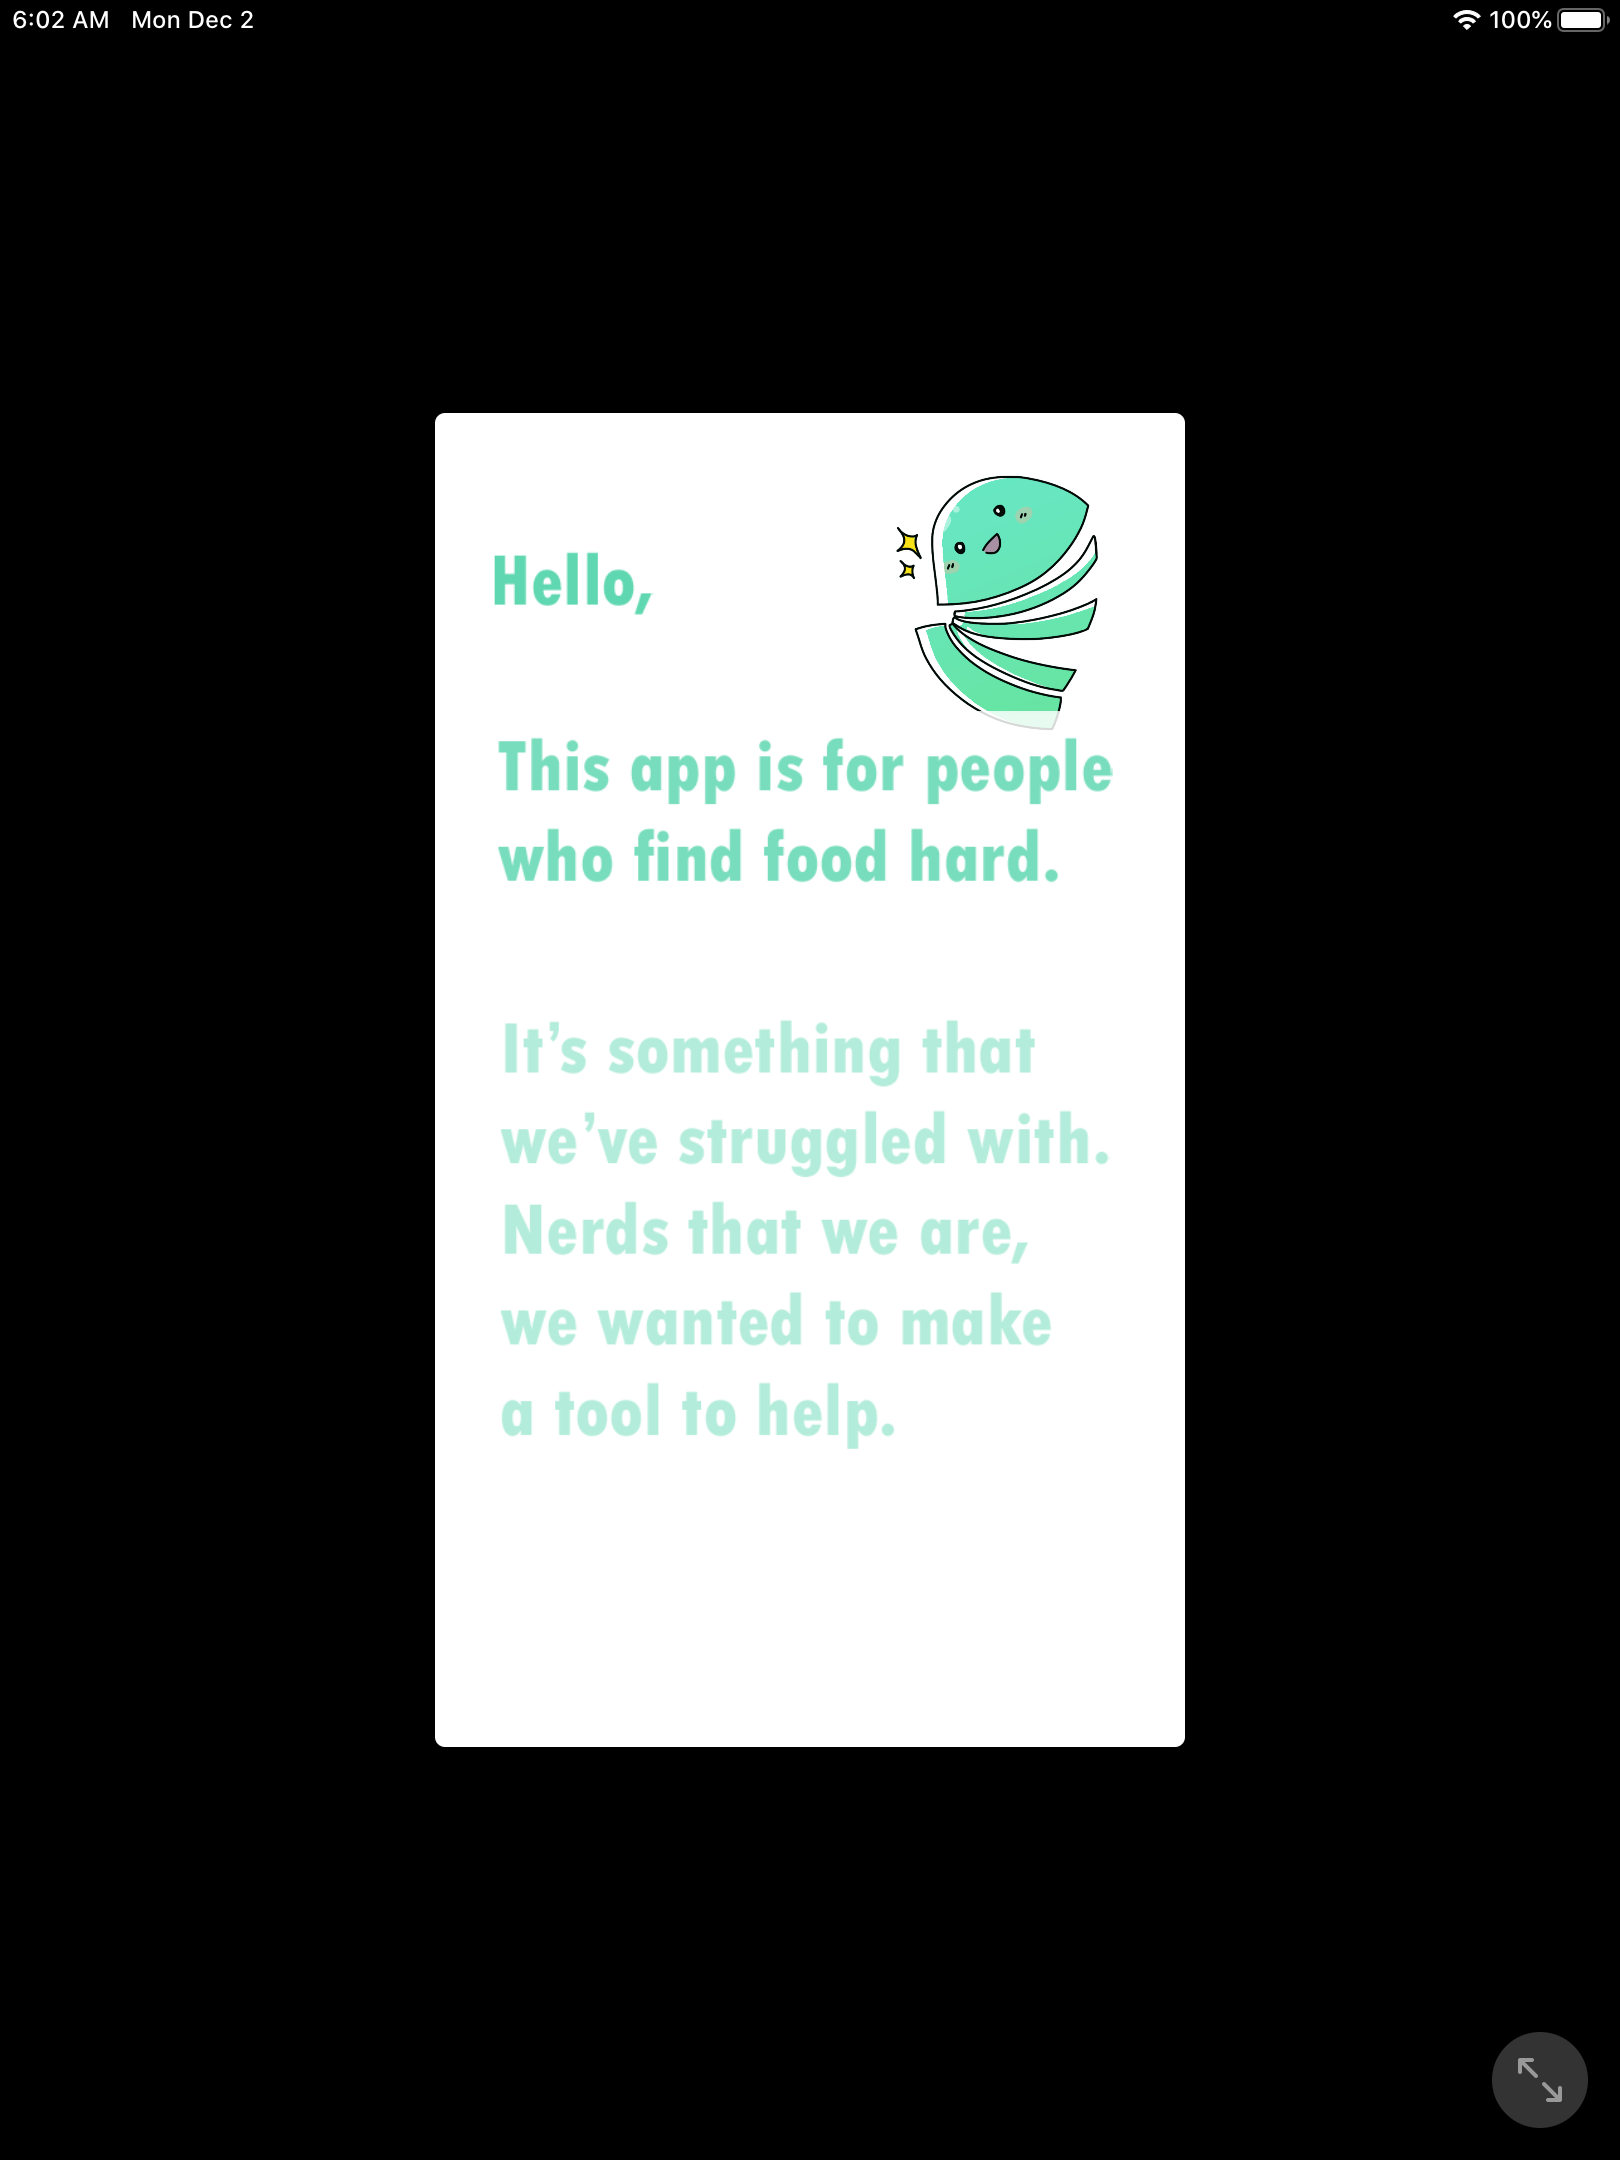 6:02 AM Mon Dec 2 100%
Hello,
This app is for people
who find food hard.
It’s something that
we’ve struggled with.
Nerds that we are,
we wanted to make
a tool to help.